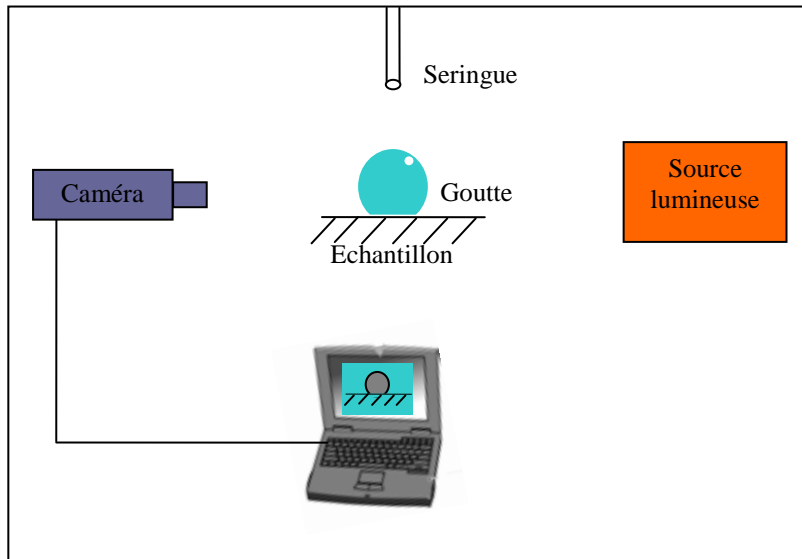 Seringue
Caméra
Goutte
Source
lumineuse
Echantillon